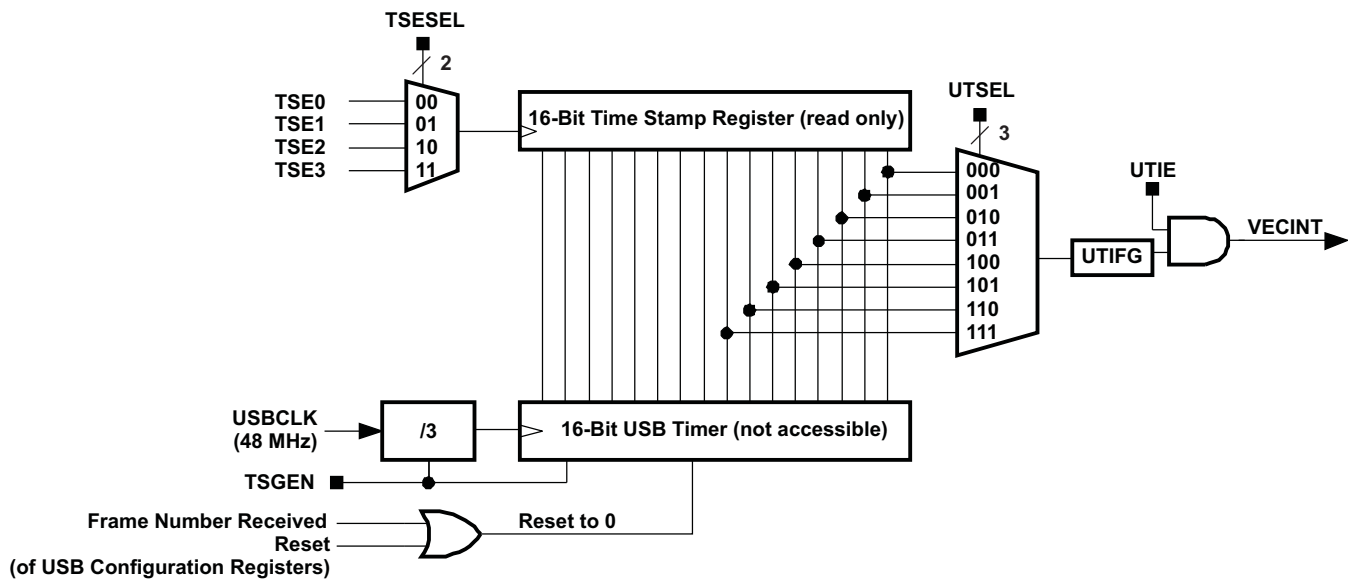 TSESEL
2
TSE0
TSE1
TSE2
TSE3
00
01
10
11
16-Bit Time Stamp Register (read only)
UTSEL
3
000
001
010
011
100
101
110
111
UTIE
UTIFG
VECINT
USBCLK
(48 MHz)
/3
16-Bit USB Timer (not accessible)
TSGEN
Frame Number Received
Reset
(of USB Configuration Registers)
Reset to 0